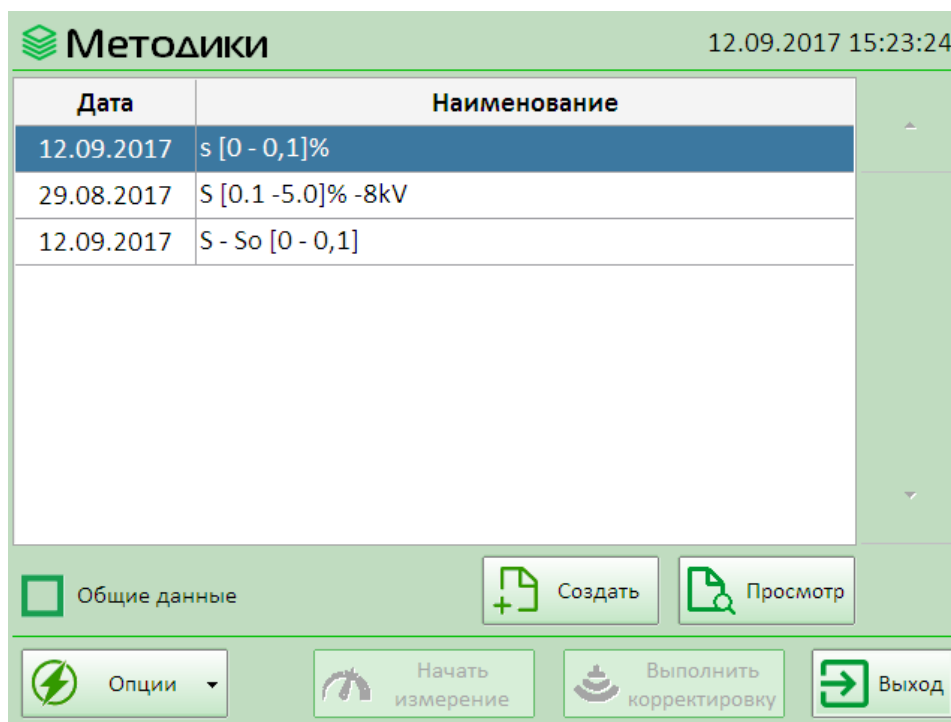 Методики
12.09.2017 15:23:24
Дата Наименование
12.09.2017 s [0 - 0,1]%
29.08.2017 S [0.1 -5.0]% -8kV
12.09.2017 S - So [0 - 0,1]
Общие данные
Создать
Просмотр
Опции
Начать
измерение
Выполнить
корректировку
Выход